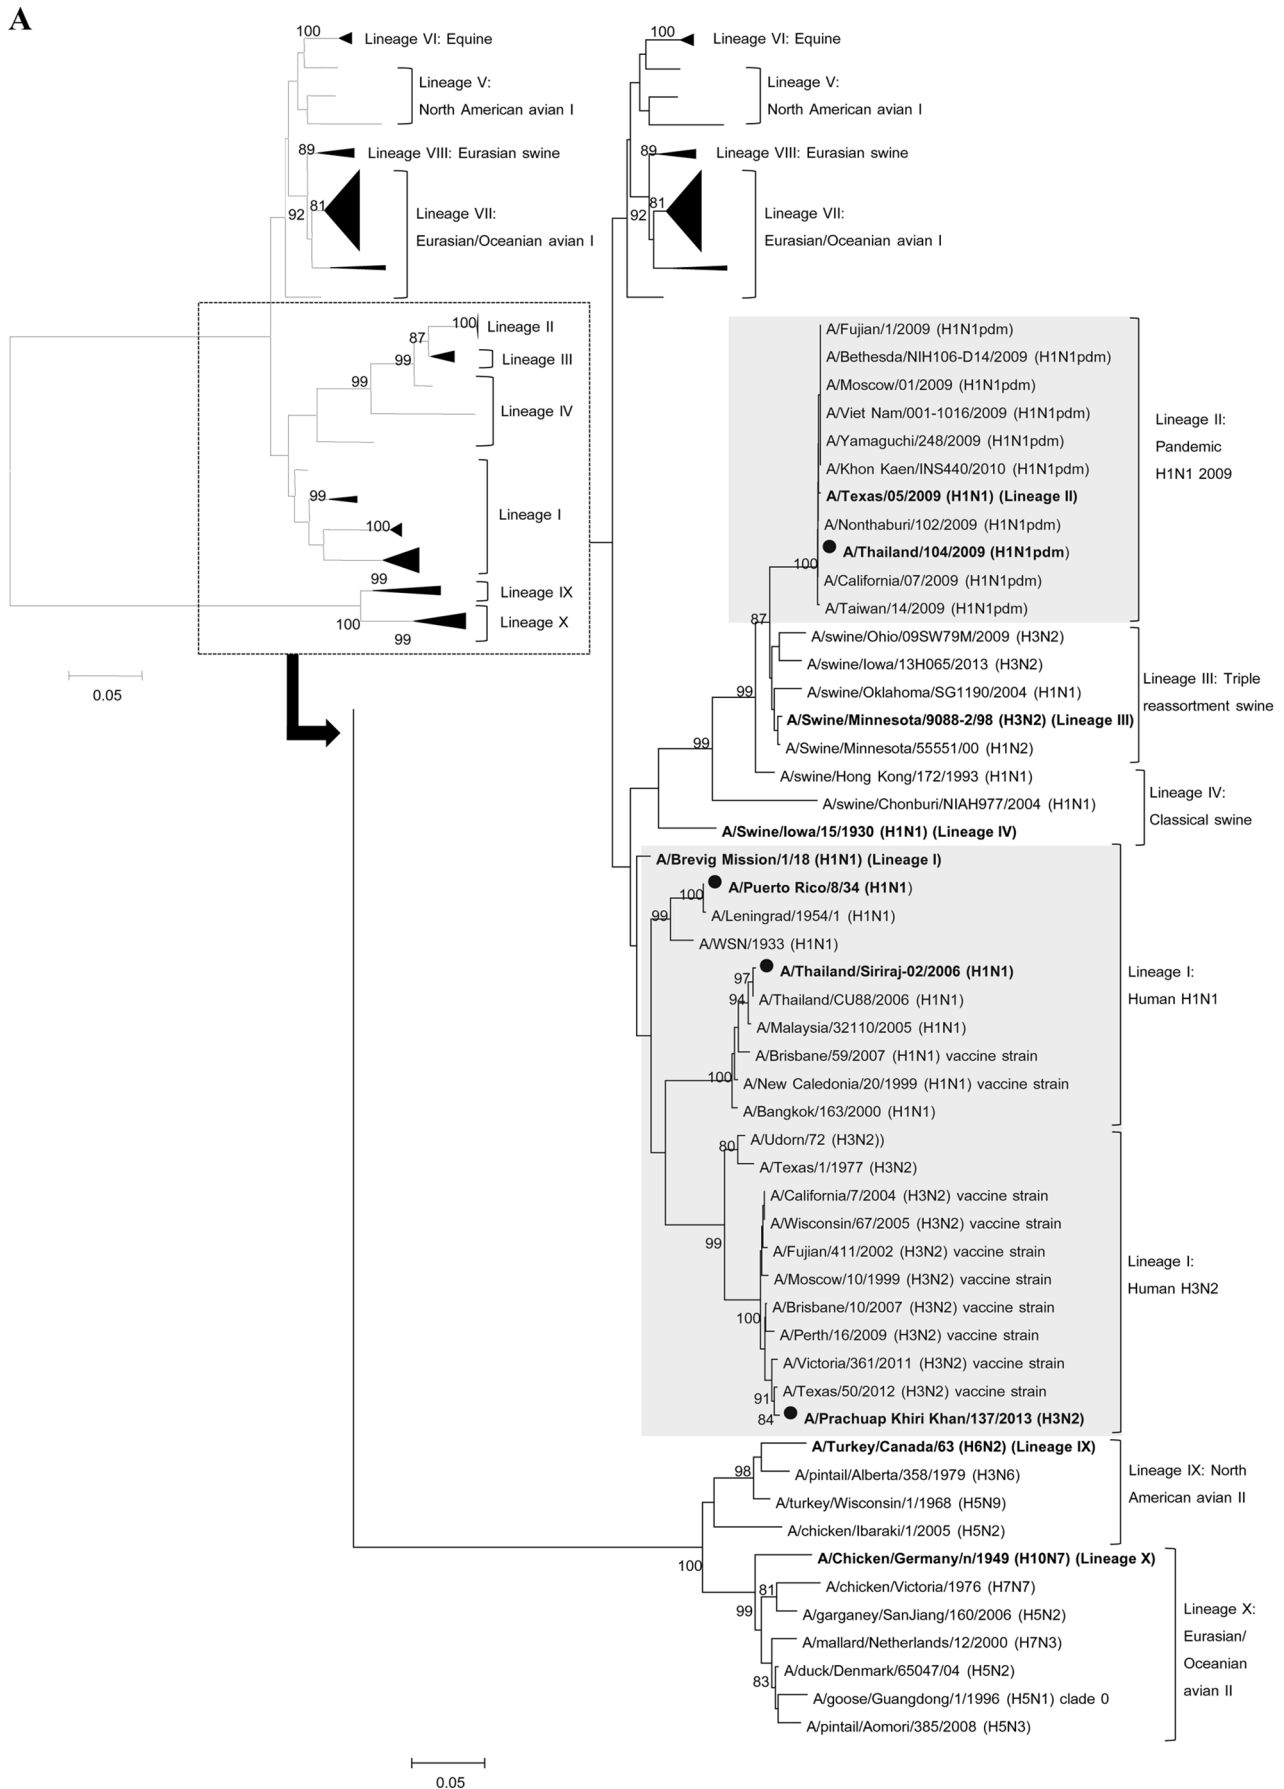 A
100
Lineage VI: Equine
Lineage V:
North American avian I
89
Lineage VIII: Eurasian swine
81
92
Lineage VII:
Eurasian/Oceanian avian I
100
Lineage II
87
99
Lineage III
99
Lineage IV
99
Lineage I
100
99
Lineage IX
100
Lineage X
99
0.05
100
Lineage VI: Equine
Lineage V:
North American avian I
89
Lineage VIII: Eurasian swine
81
92
Lineage VII:
Eurasian/Oceanian avian I
A/Fujian/1/2009 (H1N1pdm)
A/Bethesda/NIH106-D14/2009 (H1N1pdm)
A/Moscow/01/2009 (H1N1pdm)
A/Viet Nam/001-1016/2009 (H1N1pdm)
A/Yamaguchi/248/2009 (H1N1pdm)
A/Khon Kaen/INS440/2010 (H1N1pdm)
A/Texas/05/2009 (H1N1) (Lineage II)
A/Nonthaburi/102/2009 (H1N1pdm)
A/Thailand/104/2009 (H1N1pdm)
100
A/California/07/2009 (H1N1pdm)
A/Taiwan/14/2009 (H1N1pdm)
Lineage II:
Pandemic
H1N1 2009
87
A/swine/Ohio/09SW79M/2009 (H3N2)
A/swine/Iowa/13H065/2013 (H3N2)
99
A/swine/Oklahoma/SG1190/2004 (H1N1)
A/Swine/Minnesota/9088-2/98 (H3N2) (Lineage III)
A/Swine/Minnesota/55551/00 (H1N2)
Lineage III: Triple
reassortment swine
99
A/swine/Hong Kong/172/1993 (H1N1)
A/swine/Chonburi/NIAH977/2004 (H1N1)
A/Swine/Iowa/15/1930 (H1N1) (Lineage IV)
Lineage IV:
Classical swine
A/Brevig Mission/1/18 (H1N1) (Lineage I)
A/Puerto Rico/8/34 (H1N1)
100
A/Leningrad/1954/1 (H1N1)
99
A/WSN/1933 (H1N1)
A/Thailand/Siriraj-02/2006 (H1N1)
97
A/Thailand/CU88/2006 (H1N1)
94
A/Malaysia/32110/2005 (H1N1)
A/Brisbane/59/2007 (H1N1) vaccine strain
100
A/New Caledonia/20/1999 (H1N1) vaccine strain
A/Bangkok/163/2000 (H1N1)
Lineage I:
Human H1N1
A/Udorn/72 (H3N2))
80
A/Texas/1/1977 (H3N2)
A/California/7/2004 (H3N2) vaccine strain
A/Wisconsin/67/2005 (H3N2) vaccine strain
99
A/Fujian/411/2002 (H3N2) vaccine strain
A/Moscow/10/1999 (H3N2) vaccine strain
A/Brisbane/10/2007 (H3N2) vaccine strain
100
A/Perth/16/2009 (H3N2) vaccine strain
A/Victoria/361/2011 (H3N2) vaccine strain
A/Texas/50/2012 (H3N2) vaccine strain
91
84
A/Prachuap Khiri Khan/137/2013 (H3N2)
Lineage I:
Human H3N2
A/Turkey/Canada/63 (H6N2) (Lineage IX)
98
A/pintail/Alberta/358/1979 (H3N6)
A/turkey/Wisconsin/1/1968 (H5N9)
A/chicken/Ibaraki/1/2005 (H5N2)
Lineage IX: North
American avian II
100
A/Chicken/Germany/n/1949 (H10N7) (Lineage X)
81
A/chicken/Victoria/1976 (H7N7)
99
A/garganey/SanJiang/160/2006 (H5N2)
A/mallard/Netherlands/12/2000 (H7N3)
A/duck/Denmark/65047/04 (H5N2)
83
A/goose/Guangdong/1/1996 (H5N1) clade 0
A/pintail/Aomori/385/2008 (H5N3)
Lineage X:
Eurasian/
Oceanian
avian II
0.05